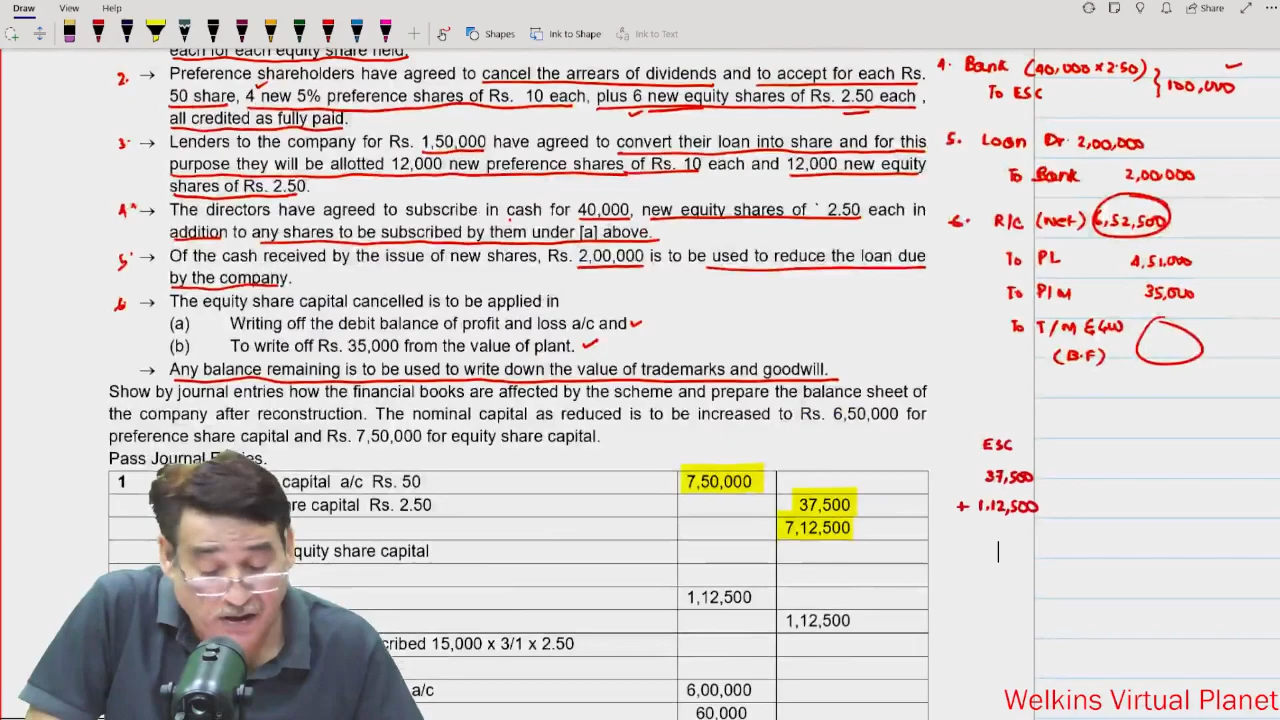 Draw View Help
Share
Shapes Ink to Shape Ink to Text
each for each equity share held.
2. → Preference shareholders have agreed to cancel the arrears of dividends and to accept for each Rs.
50 share, 4 new 5% preference shares of Rs. 10 each, plus 6 new equity shares of Rs. 2.50 each ,
all credited as fully paid.
3. → Lenders to the company for Rs. 1,50,000 have agreed to convert their loan into share and for this
purpose they will be allotted 12,000 new preference shares of Rs. 10 each and 12,000 new equity
shares of Rs. 2.50.
4. → The directors have agreed to subscribe in cash for 40,000, new equity shares of ` 2.50 each in
addition to any shares to be subscribed by them under [a] above.
5. → Of the cash received by the issue of new shares, Rs. 2,00,000 is to be used to reduce the loan due
by the company.
6 → The equity share capital cancelled is to be applied in
(a) Writing off the debit balance of profit and loss a/c and
(b) To write off Rs. 35,000 from the value of plant.
→ Any balance remaining is to be used to write down the value of trademarks and goodwill.
Show by journal entries how the financial books are affected by the scheme and prepare the balance sheet of
the company after reconstruction. The nominal capital as reduced is to be increased to Rs. 6,50,000 for
preference share capital and Rs. 7,50,000 for equity share capital.
Pass Journal Entries.
1 capital a/c Rs. 50 7,50,000
re capital Rs. 2.50 37,500
7,12,500
quity share capital
1,12,500
1,12,500
cribed 15,000 x 3/1 x 2.50
a/c 6,00,000
60,000
4. Bank (40,000 × 2.50)
To ESC } 100,000
5. Loan Dr. 2,00,000
To Bank 2,00,000
6. R/C (Net) 6,52,500
To PL 4,51,000
To P/M 35,000
To T/M & GW
(B.F)
ESC
37,500
+ 1,12,500
Welkins Virtual Planet